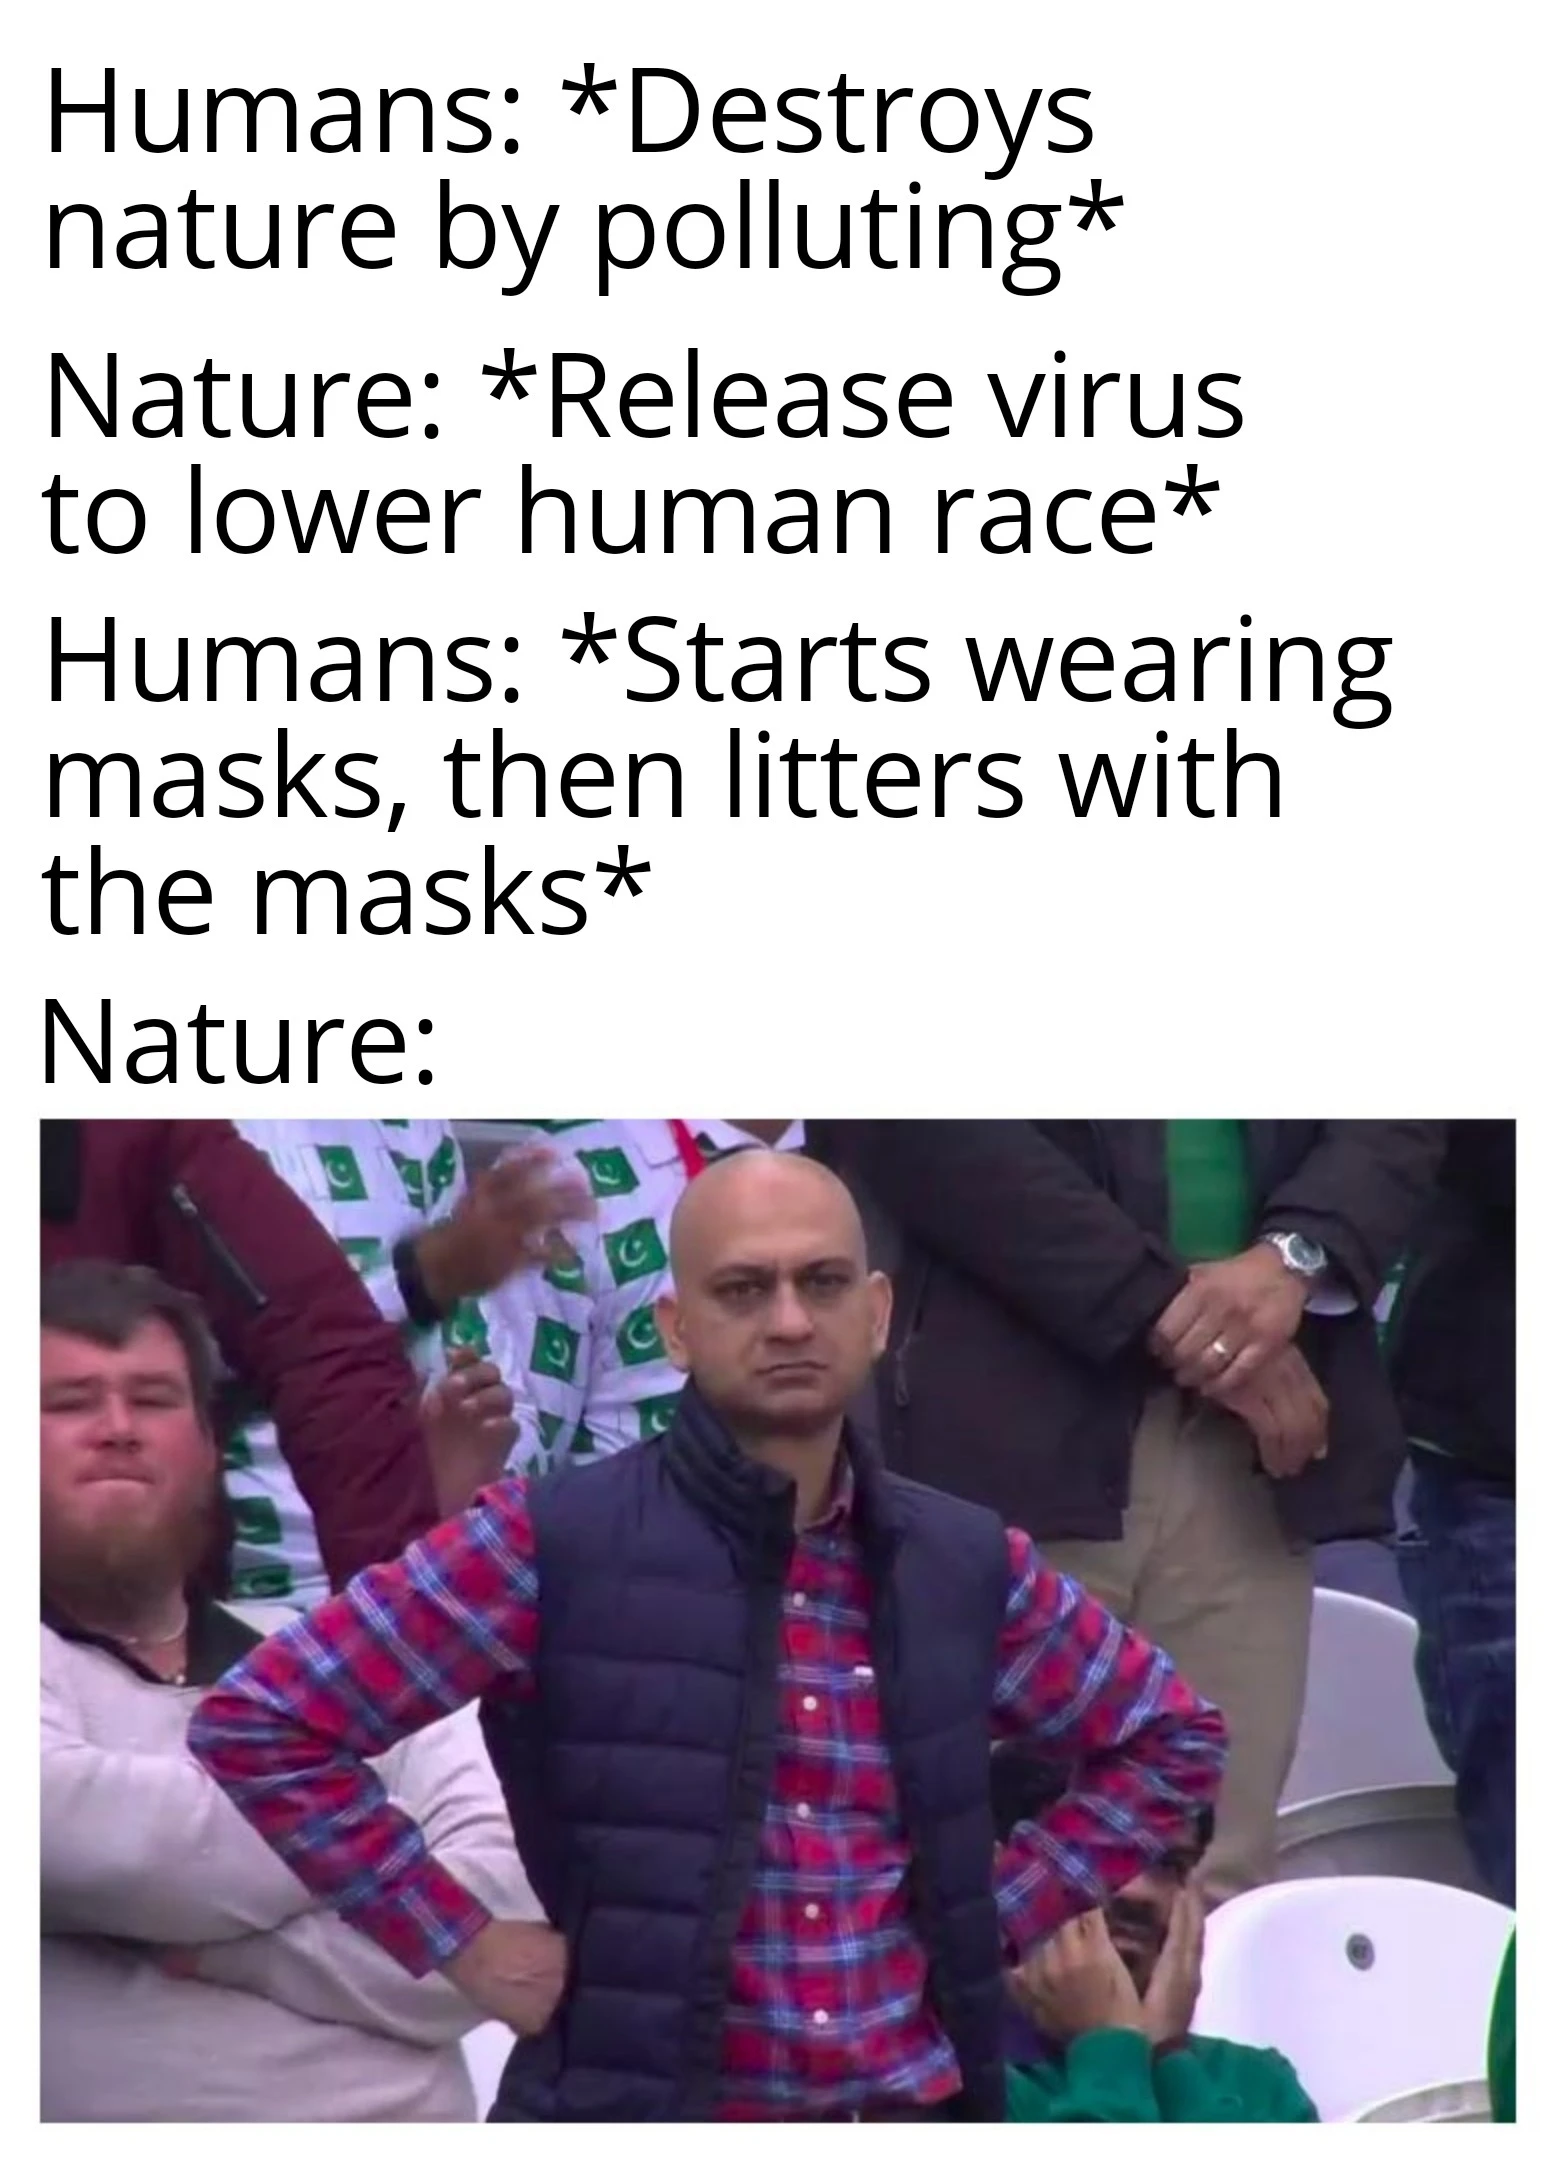 Humans: *Destroys
nature by polluting*
Nature: *Release virus
to lower human race*
Humans: *Starts wearing
masks, then litters with
the masks*
Nature: